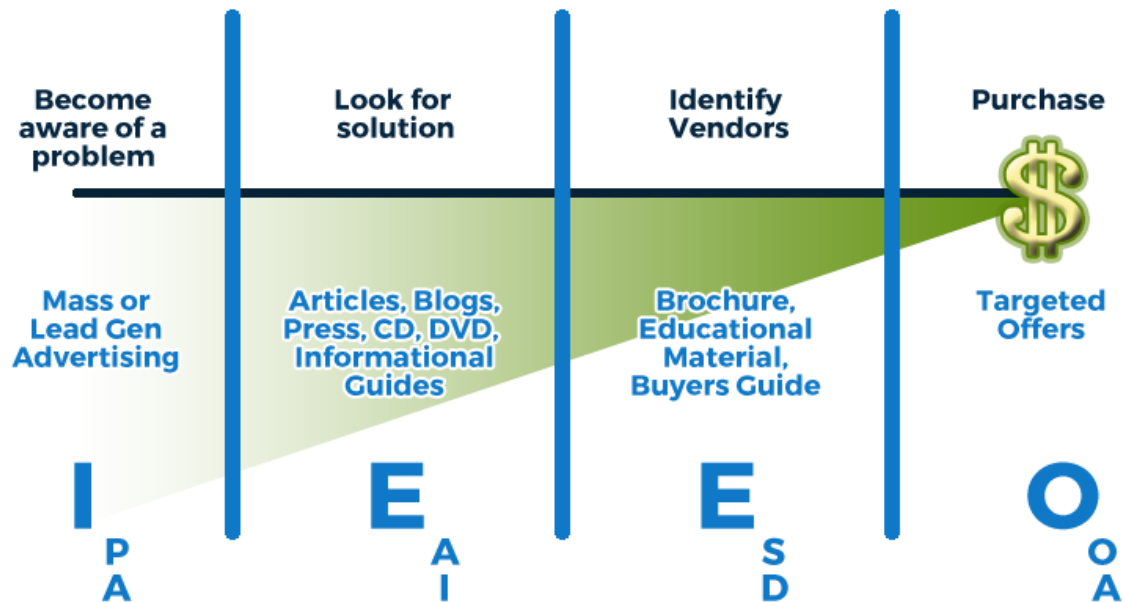 Become
aware of a
problem
Look for
solution
Identify
Vendors
Purchase
$
Mass or
Lead Gen
Advertising
Articles, Blogs,
Press, CD, DVD,
Informational
Guides
Brochure,
Educational
Material,
Buyers Guide
Targeted
Offers
I
P
A
E
A
I
E
S
D
O
O
A